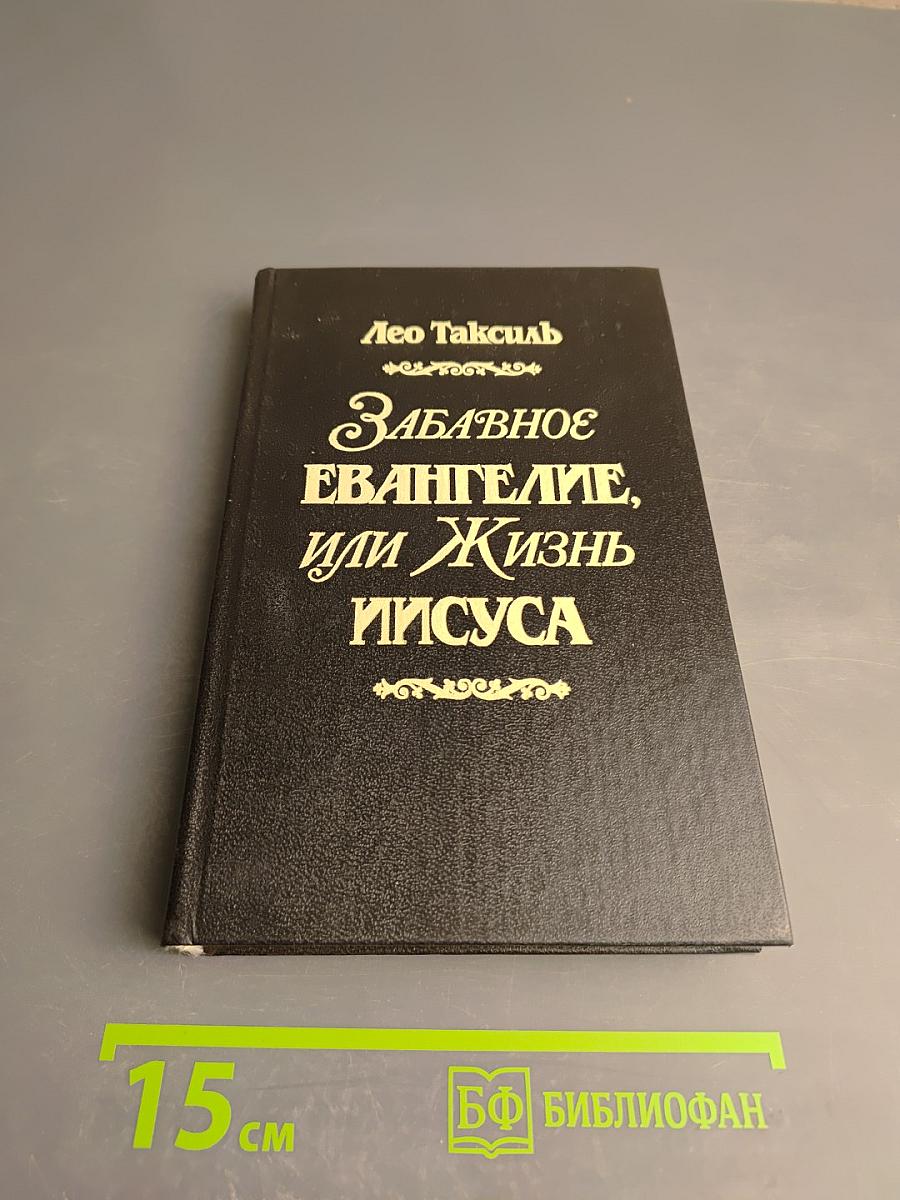 Лео Таксиль
Забавное
ЕВАНГЕЛИЕ,
или Жизнь
ИИСУСА
15 см
БФ БИБЛИОФАН